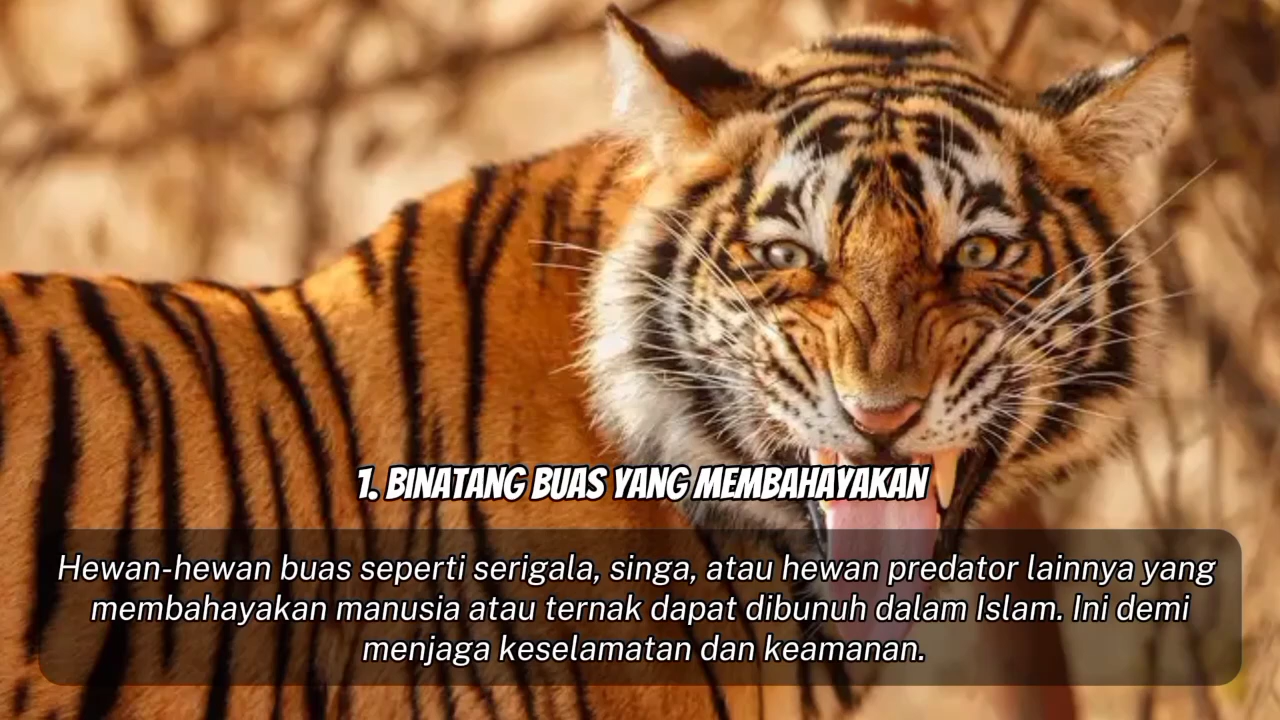 1. BINATANG BUAS YANG MEMBAHAYAKAN
Hewan-hewan buas seperti serigala, singa, atau hewan predator lainnya yang
membahayakan manusia atau ternak dapat dibunuh dalam Islam. Ini demi
menjaga keselamatan dan keamanan.